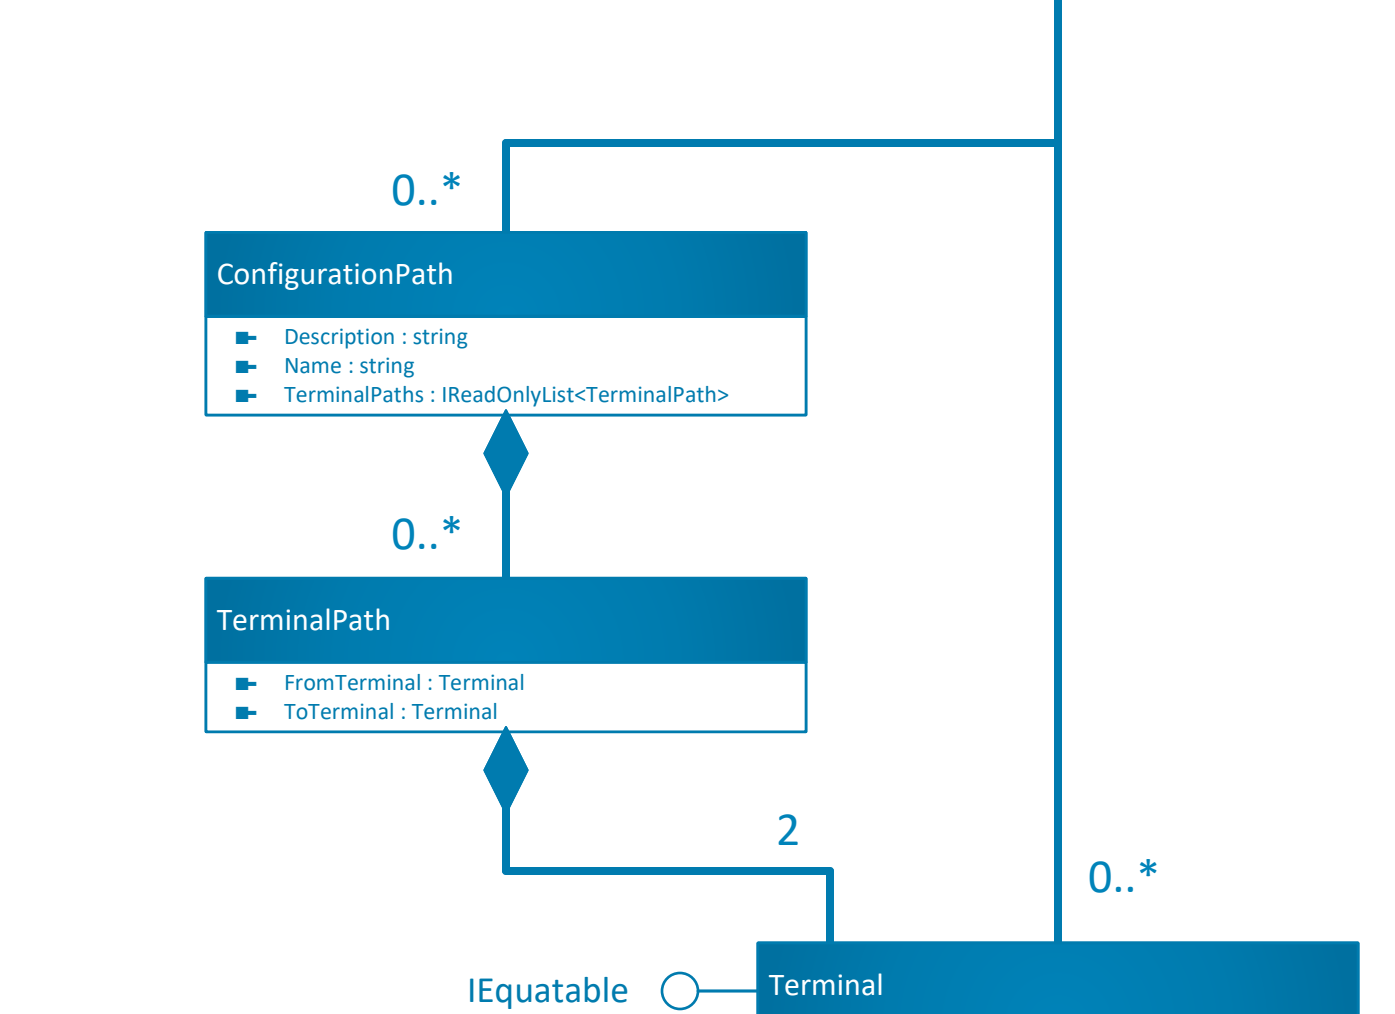 0..*
ConfigurationPath
Description : string
Name : string
TerminalPaths : IReadOnlyList<TerminalPath>
0..*
TerminalPath
FromTerminal : Terminal
ToTerminal : Terminal
2
0..*
IEquatable
Terminal